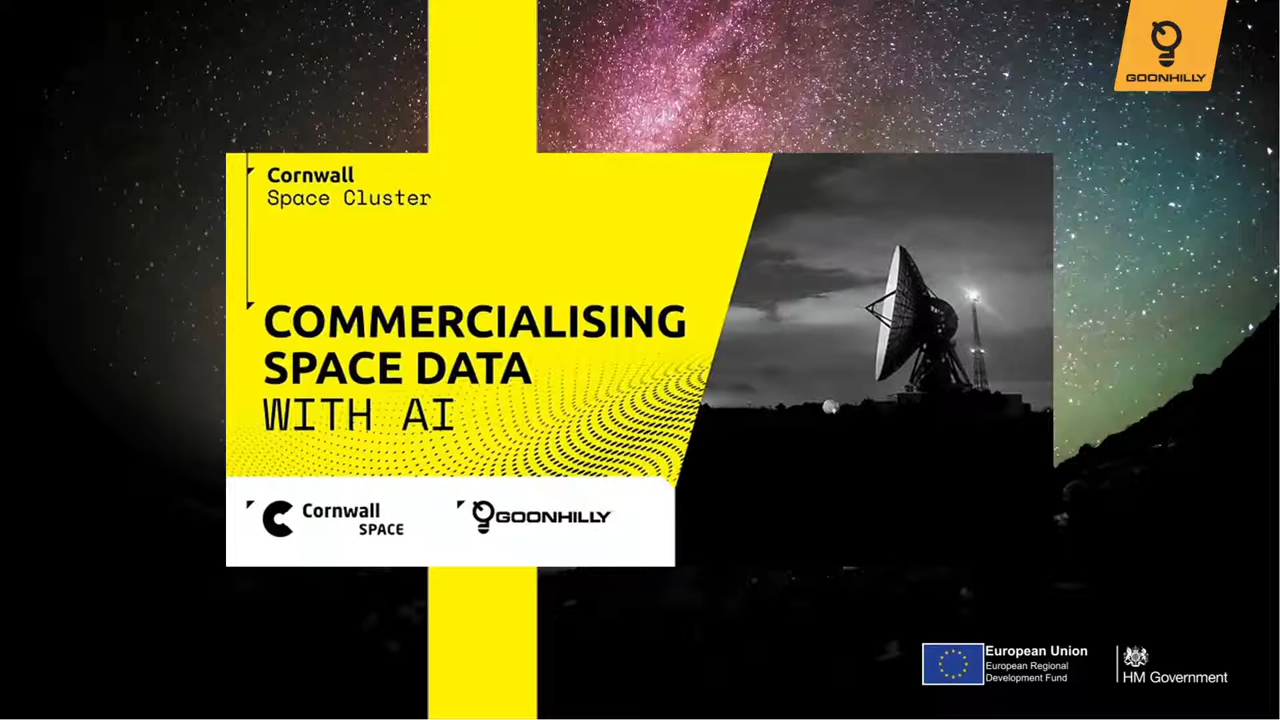 GOONHILLY
Cornwall
Space Cluster
COMMERCIALISING
SPACE DATA
WITH AI
Cornwall
SPACE
GOONHILLY
European Union
European Regional
Development Fund
HM Government